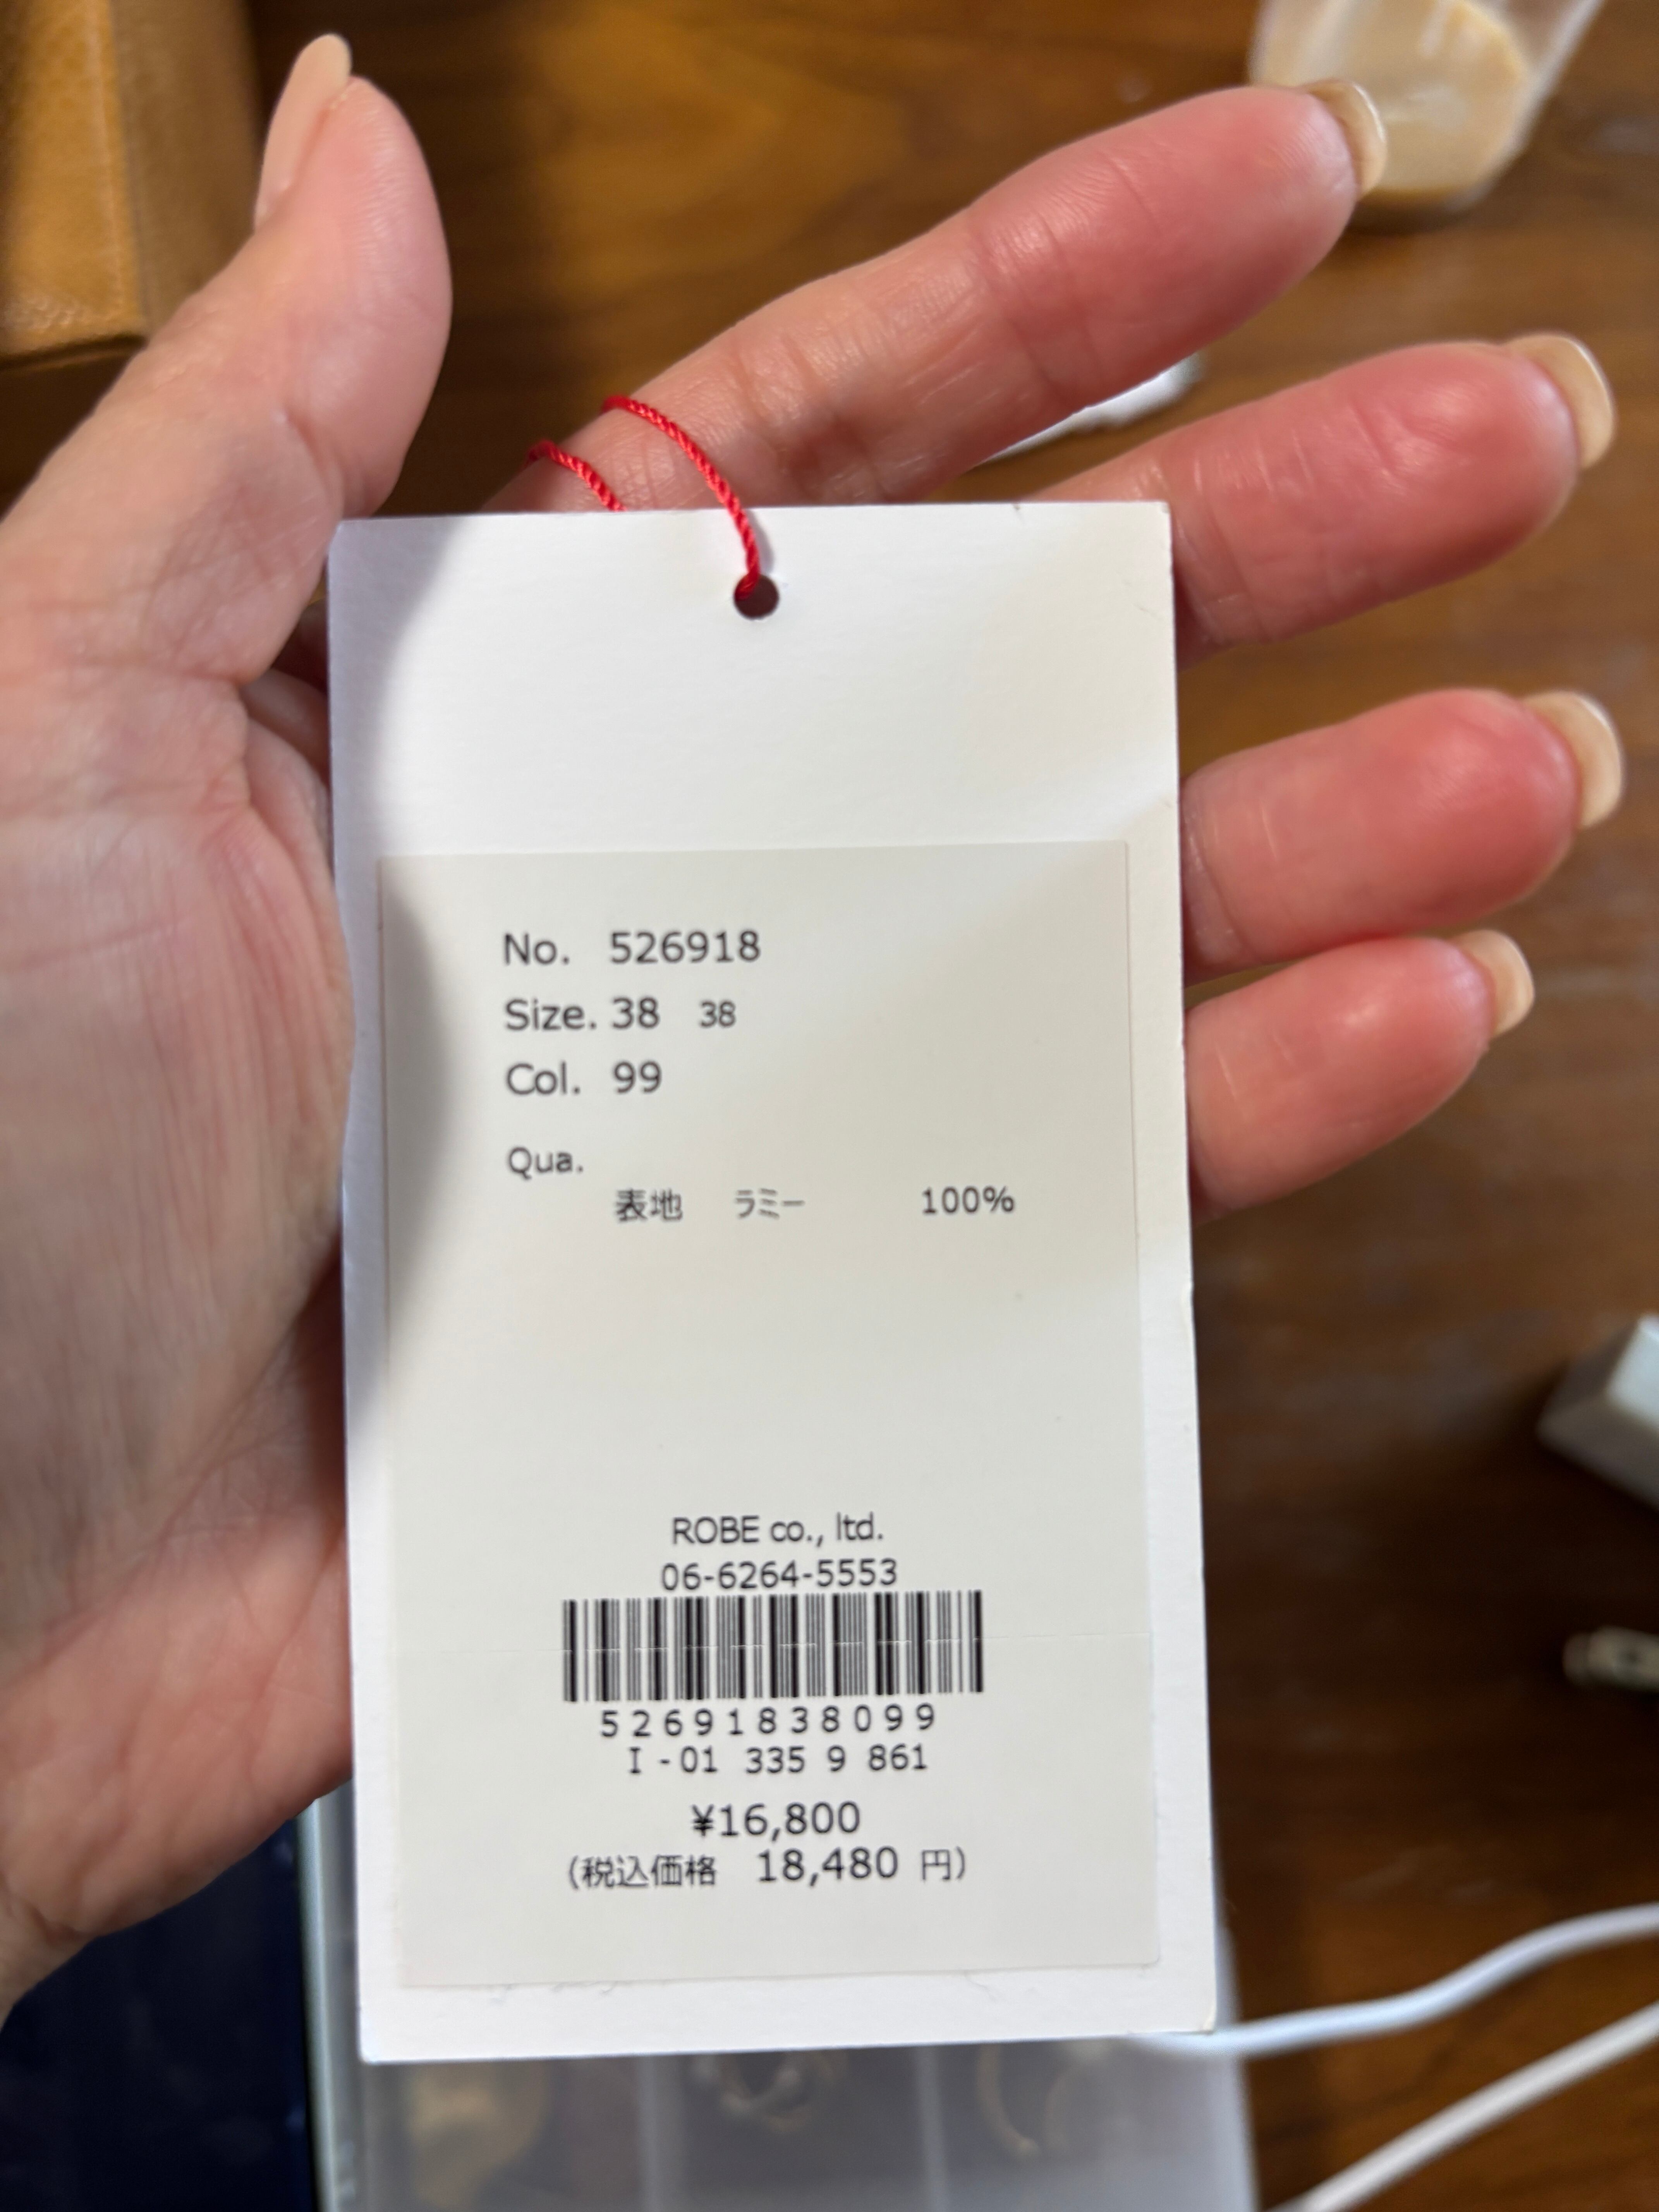 No. 526918
Size. 38 38
Col. 99
Qua.
表地 ラミー 100%
ROBE co., ltd.
06-6264-5553
52691838099
I -01 335 9 861
¥16,800
(税込価格 18,480 円)